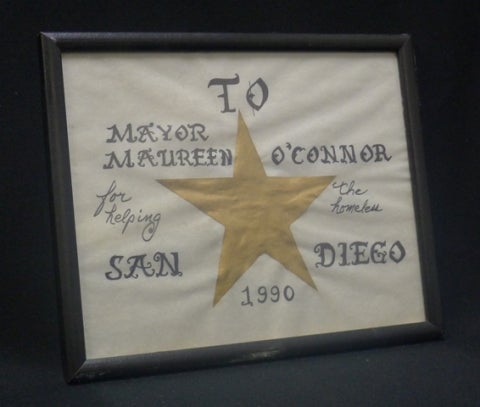 TO
MAYOR
MAUREEN O'CONNOR
for helping the homeless
SAN DIEGO
1990